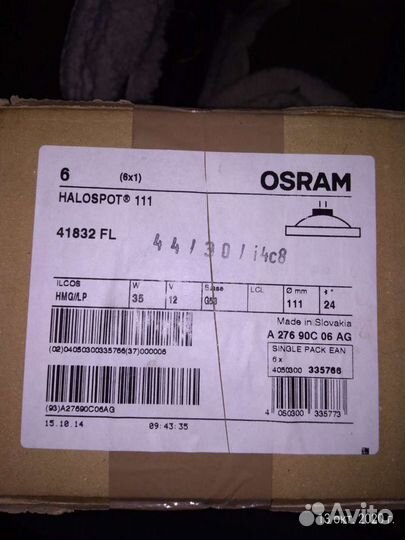 6 (6x1)
OSRAM
HALOSPOT® 111
41832 FL
44/30/i4c8
ILCOS W V Base LCL Ø mm
HMG//LP 35 12 G53 111 24
Made in Slovakia
A 276 90C 06 AG
SINGLE PACK EAN
6 x
4050300 335766
(02)04050300335766(37)000006
4 050300 335773
(93)A27690C06AG
15.10.14 09:43:35
Avito
13 окт. 2020 г.